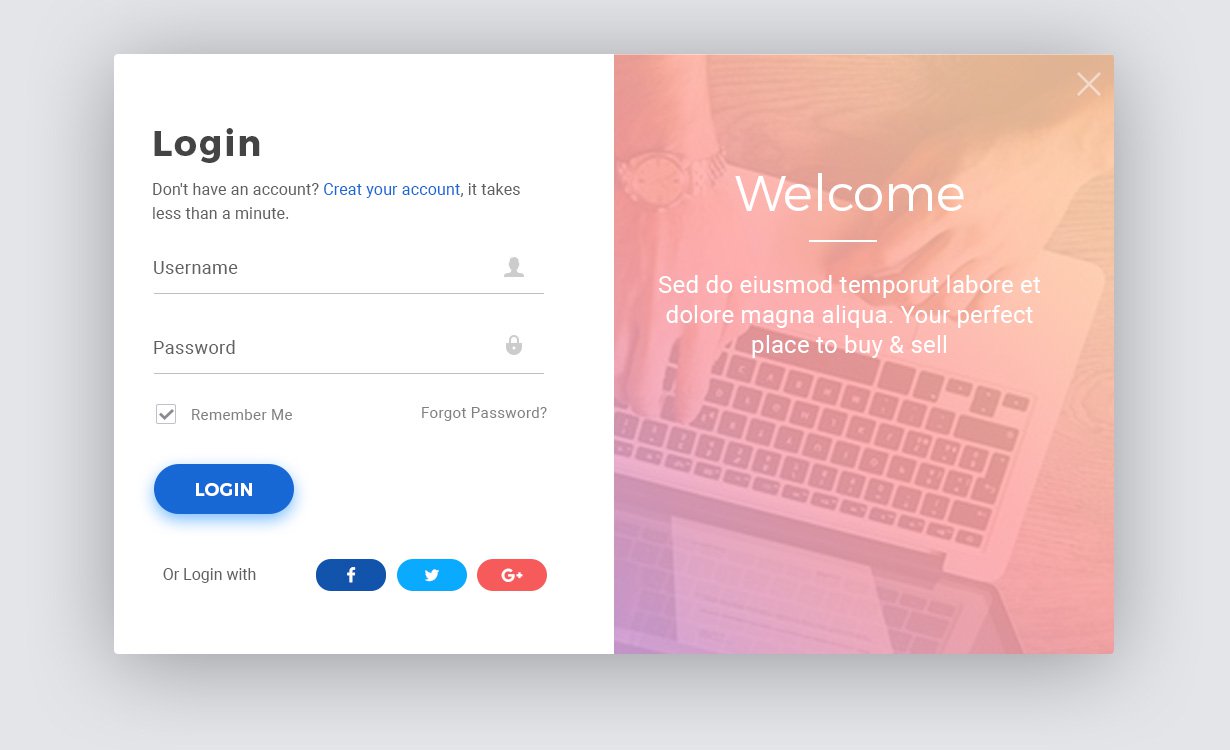 Login
Don't have an account? Creat your account, it takes
less than a minute.
Username
Password
Remember Me
Forgot Password?
LOGIN
Or Login with
f
G+
Welcome
Sed do eiusmod temporut labore et
dolore magna aliqua. Your perfect
place to buy & sell